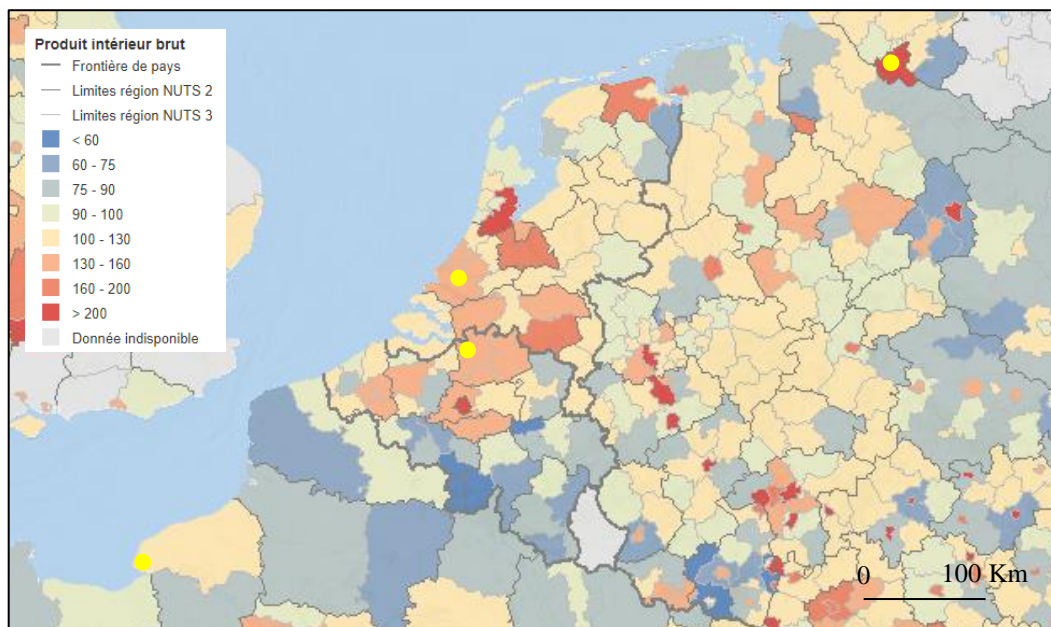 Produit intérieur brut
Frontière de pays
Limites région NUTS 2
Limites région NUTS 3
< 60
60 - 75
75 - 90
90 - 100
100 - 130
130 - 160
160 - 200
> 200
Donnée indisponible
0 100 Km